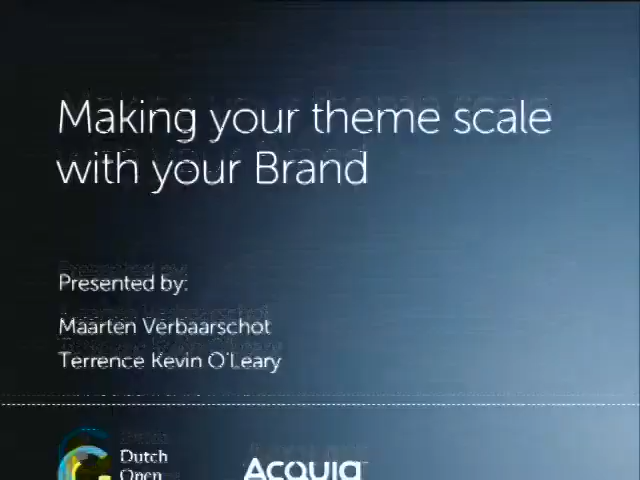 Making your theme scale
with your Brand
Presented by:
Maarten Verbaarschot
Terrence Kevin O'Leary
Dutch
Open
Acquia